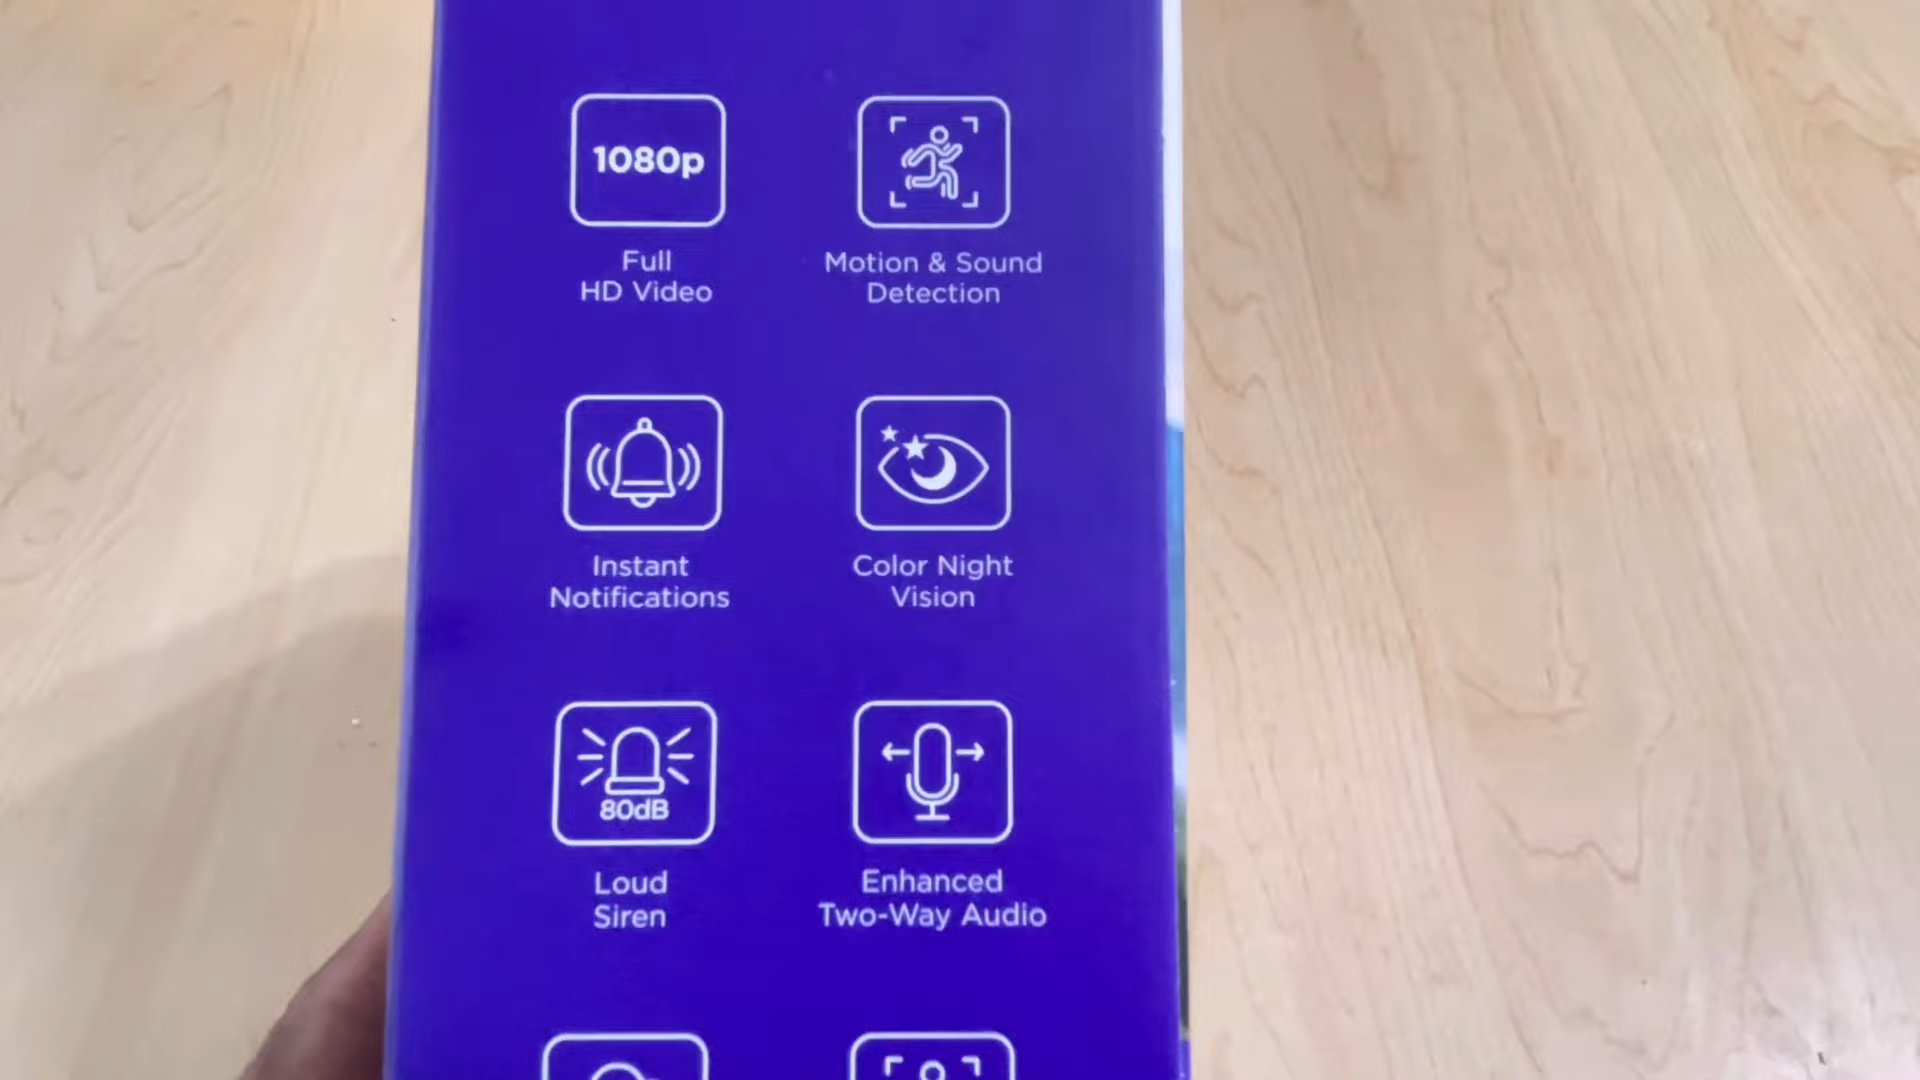 1080p
Full
HD Video
Motion & Sound
Detection
Instant
Notifications
Color Night
Vision
80dB
Loud
Siren
Enhanced
Two-Way Audio